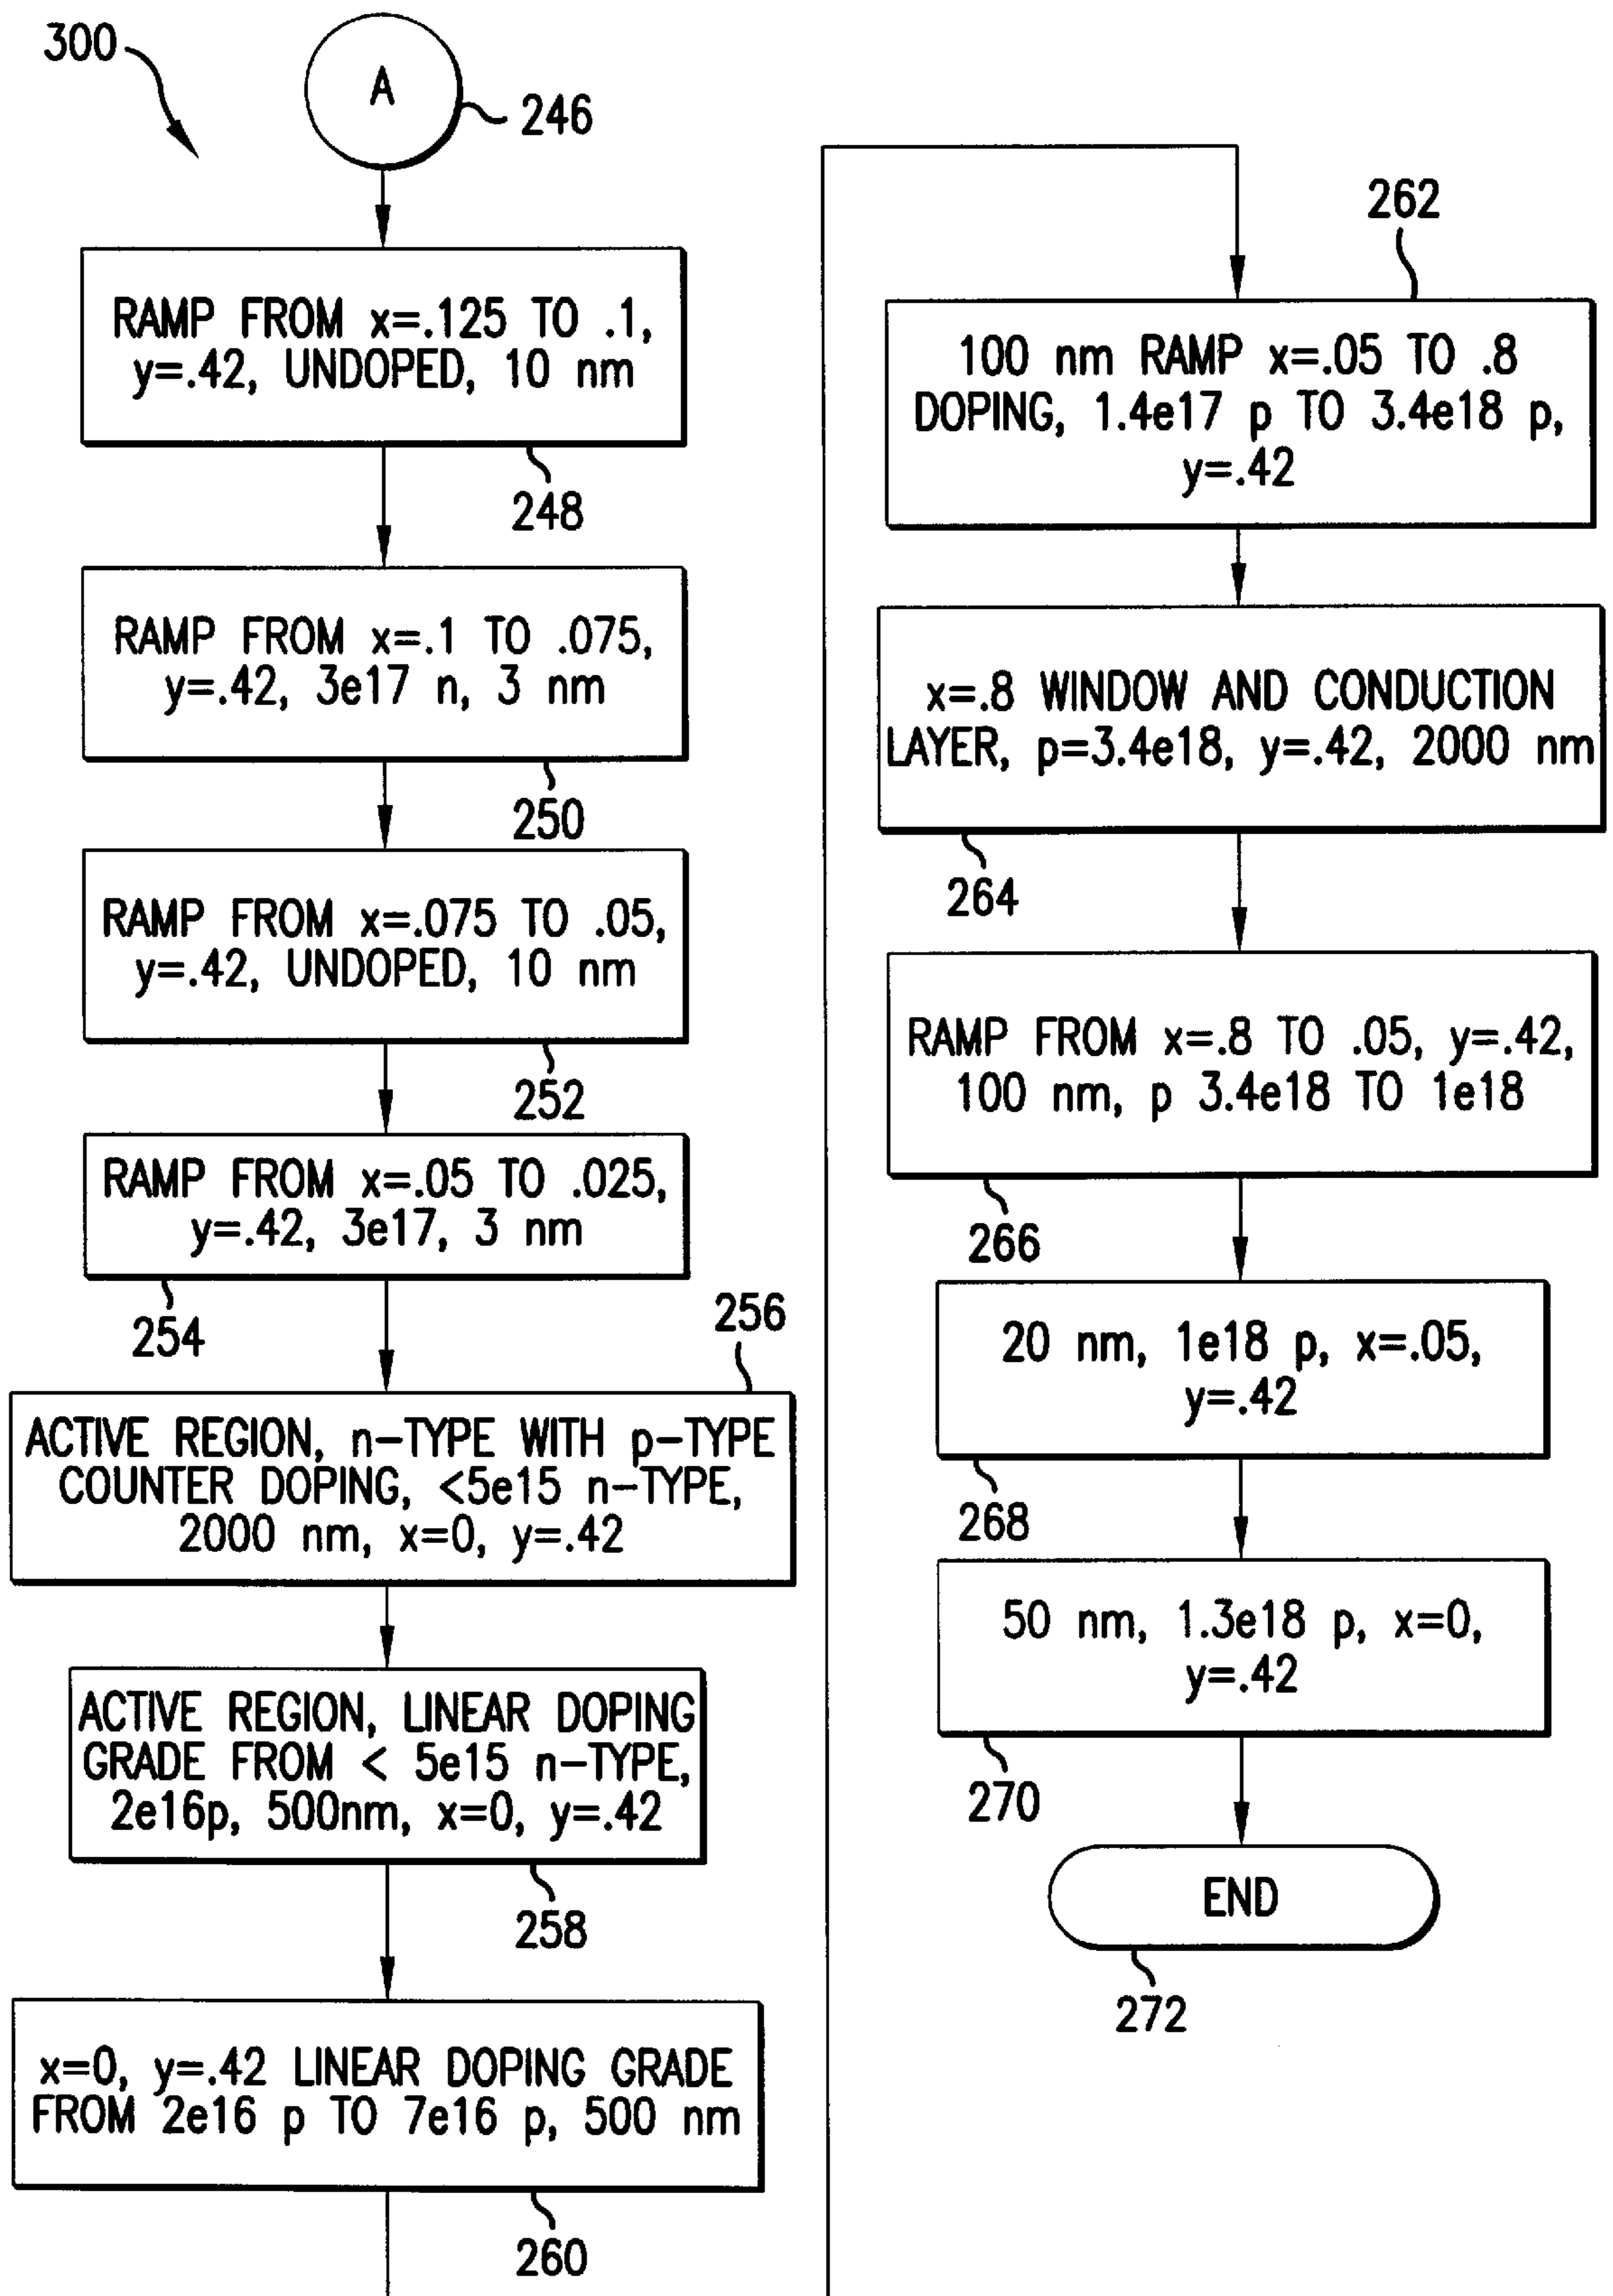 300
A
246
RAMP FROM x=.125 TO .1,
y=.42, UNDOPED, 10 nm
248
RAMP FROM x=.1 TO .075,
y=.42, 3e17 n, 3 nm
250
RAMP FROM x=.075 TO .05,
y=.42, UNDOPED, 10 nm
252
RAMP FROM x=.05 TO .025,
y=.42, 3e17, 3 nm
254
256
ACTIVE REGION, n-TYPE WITH p-TYPE
COUNTER DOPING, <5e15 n-TYPE,
2000 nm, x=0, y=.42
ACTIVE REGION, LINEAR DOPING
GRADE FROM < 5e15 n-TYPE,
2e16p, 500nm, x=0, y=.42
258
x=0, y=.42 LINEAR DOPING GRADE
FROM 2e16 p TO 7e16 p, 500 nm
260
262
100 nm RAMP x=.05 TO .8
DOPING, 1.4e17 p TO 3.4e18 p,
y=.42
x=.8 WINDOW AND CONDUCTION
LAYER, p=3.4e18, y=.42, 2000 nm
264
RAMP FROM x=.8 TO .05, y=.42,
100 nm, p 3.4e18 TO 1e18
266
20 nm, 1e18 p, x=.05,
y=.42
268
50 nm, 1.3e18 p, x=0,
y=.42
270
END
272